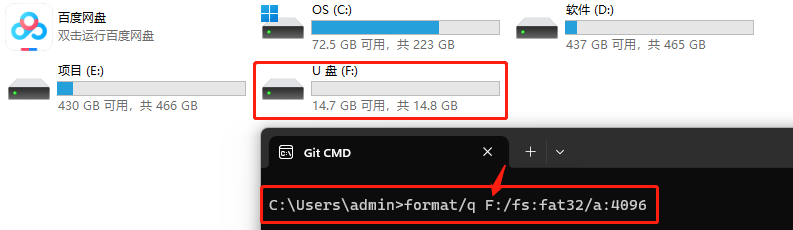 百度网盘
双击运行百度网盘
OS (C:)
72.5 GB 可用，共 223 GB
软件 (D:)
437 GB 可用，共 465 GB
项目 (E:)
430 GB 可用，共 466 GB
U 盘 (F:)
14.7 GB 可用，共 14.8 GB
Git CMD
C:\Users\admin>format/q F:/fs:fat32/a:4096